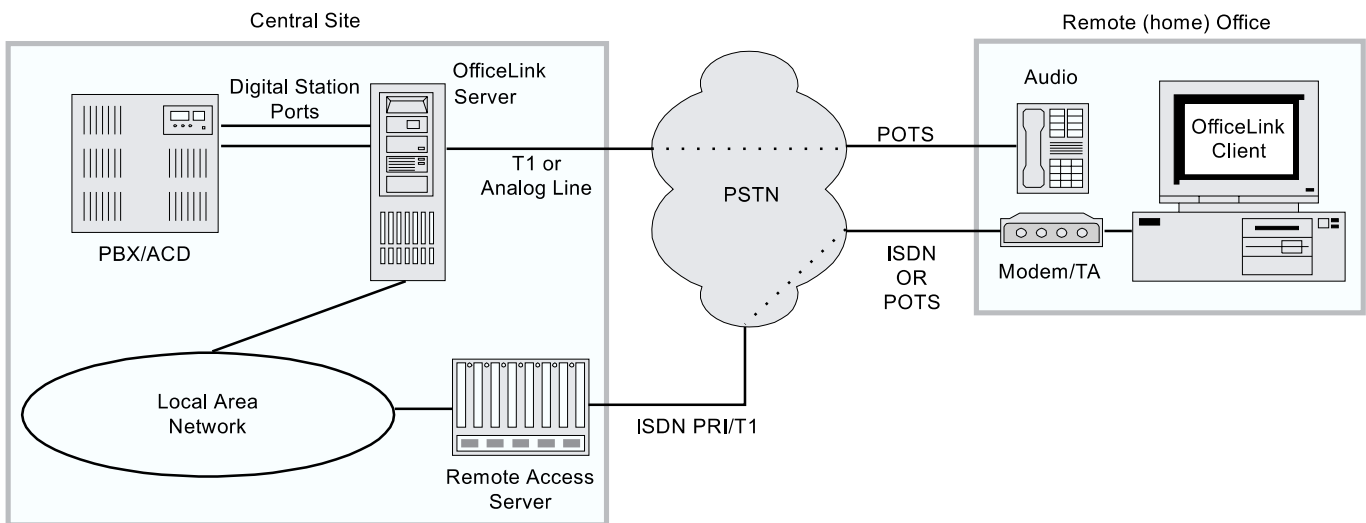 Central Site
Remote (home) Office
Digital Station
Ports
OfficeLink
Server
T1 or
Analog Line
PBX/ACD
PSTN
POTS
Audio
OfficeLink
Client
ISDN
OR
POTS
Modem/TA
Local Area
Network
Remote Access
Server
ISDN PRI/T1